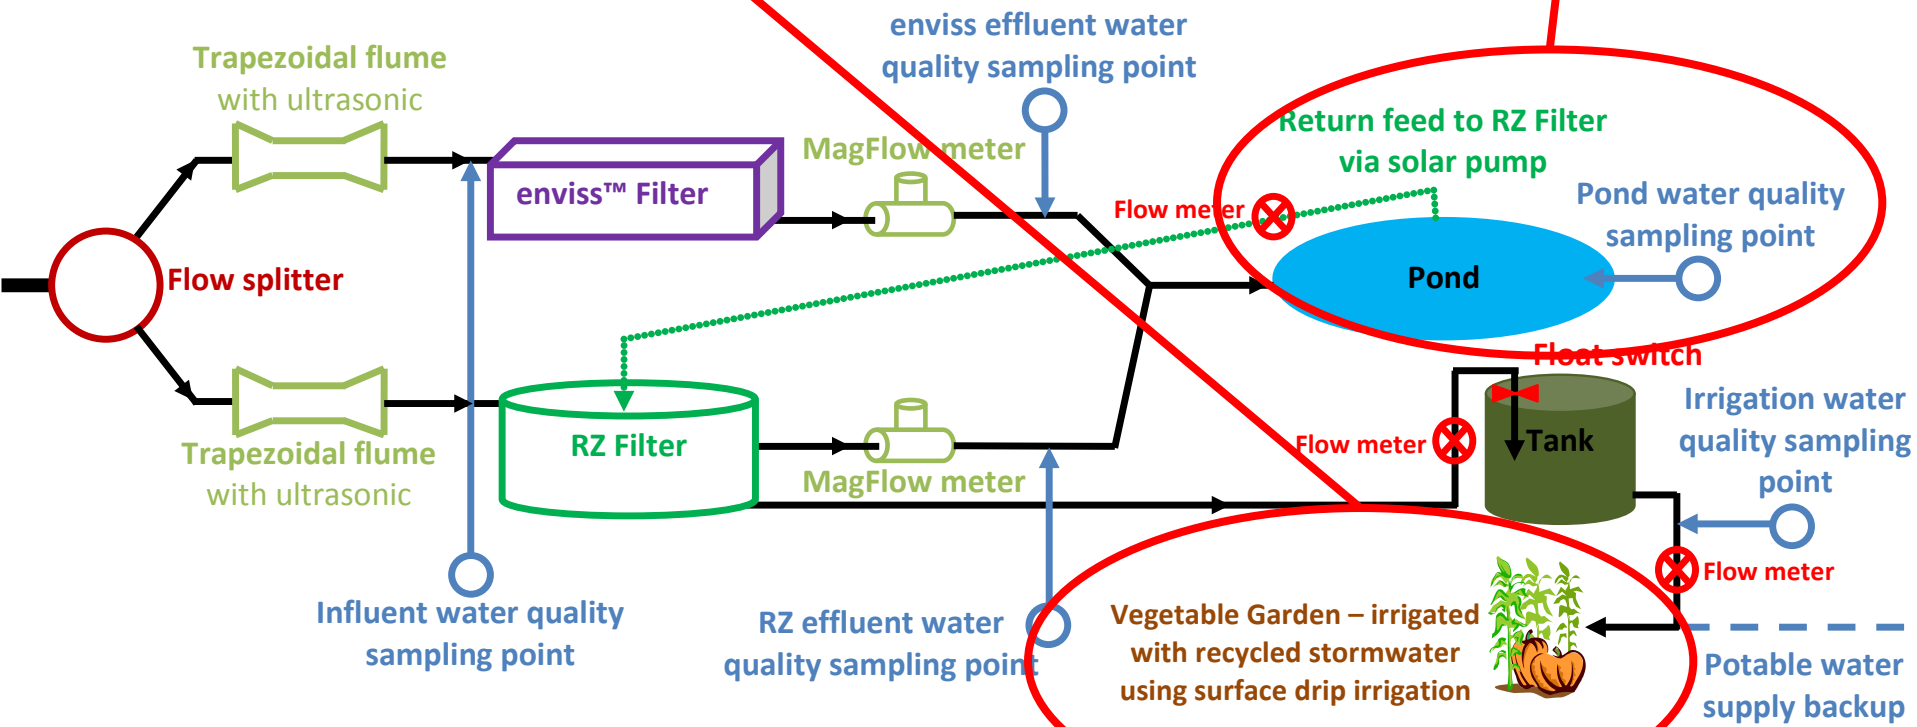 enviss effluent water
quality sampling point
Trapezoidal flume
with ultrasonic
Return feed to RZ Filter
via solar pump
MagFlow meter
enviss™ Filter
Pond water quality
sampling point
Flow meter
Flow splitter
Pond
Float switch
Irrigation water
quality sampling
point
RZ Filter
Flow meter
Tank
Trapezoidal flume
with ultrasonic
MagFlow meter
Flow meter
Influent water quality
sampling point
RZ effluent water
quality sampling point
Vegetable Garden – irrigated
with recycled stormwater
using surface drip irrigation
Potable water
supply backup